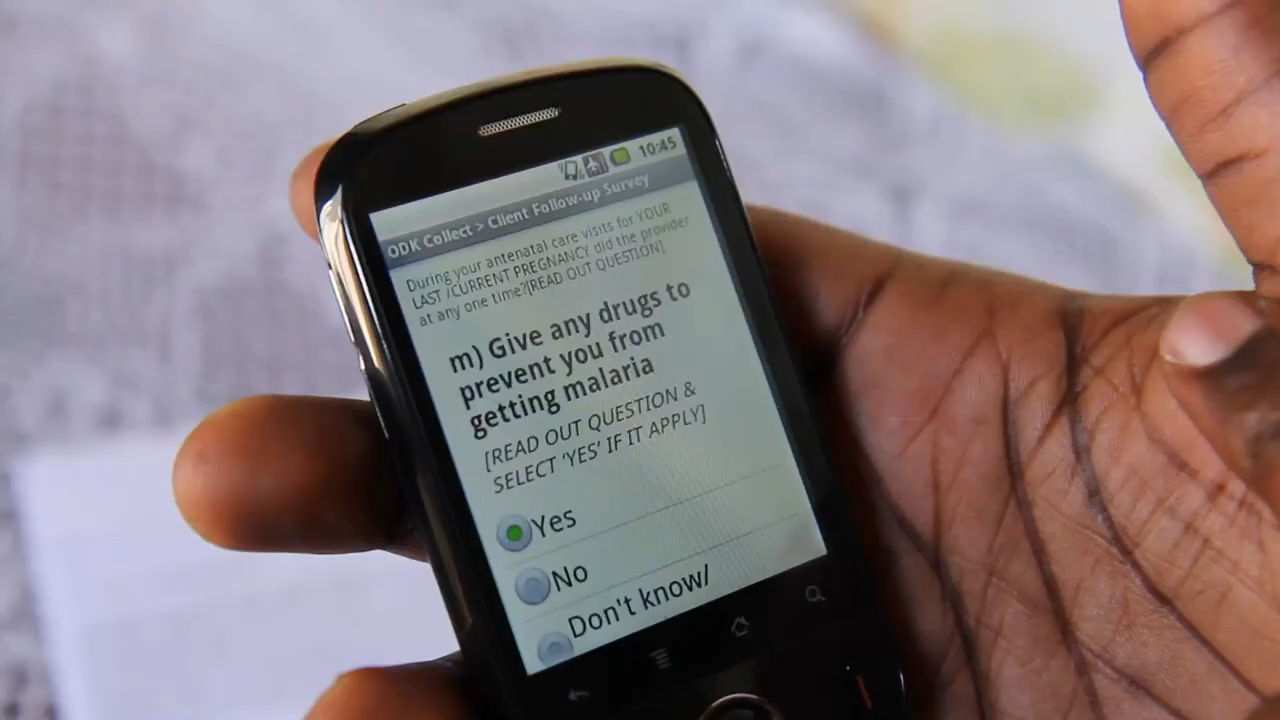 10:45
ODK Collect > Client Follow-up Survey
During your antenatal care visits for YOUR
LAST /CURRENT PREGNANCY did the provider
at any one time?[READ OUT QUESTION]
m) Give any drugs to
prevent you from
getting malaria
[READ OUT QUESTION &
SELECT ‘YES’ IF IT APPLY]
Yes
No
Don't know/